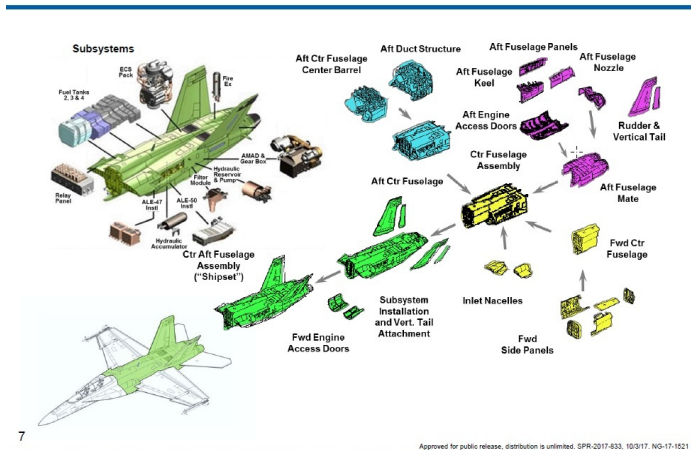 Subsystems
ECS
Pack
Fire
Ex
Fuel Tanks
2, 3 & 4
AMAD &
Gear Box
Hydraulic
Reservoir
& Pump
Filter
Module
Relay
Panel
ALE-47
Instl
ALE-50
Instl
Hydraulic
Accumulator
Ctr Aft Fuselage
Assembly
("Shipset")
Aft Ctr Fuselage
Center Barrel
Aft Duct Structure
Aft Fuselage Panels
Aft Fuselage
Keel
Aft Fuselage
Nozzle
Aft Engine
Access Doors
Rudder &
Vertical Tail
Ctr Fuselage
Assembly
Aft Ctr Fuselage
Aft Fuselage
Mate
Fwd Ctr
Fuselage
Inlet Nacelles
Subsystem
Installation
and Vert. Tail
Attachment
Fwd Engine
Access Doors
Fwd
Side Panels
7
Approved for public release, distribution is unlimited. SPR-2017-633, 10/3/17. NG-17-1521